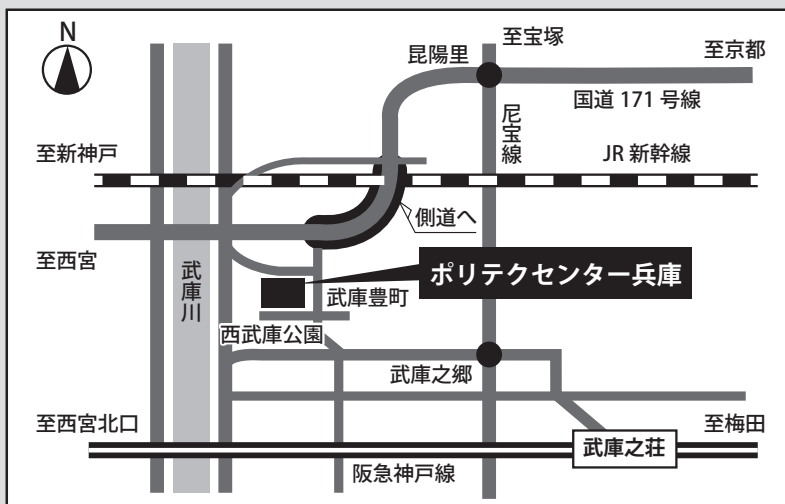 N
至宝塚
昆陽里
至京都
国道 171 号線
尼宝線
至新神戸
JR 新幹線
側道へ
至西宮
武庫川
ポリテクセンター兵庫
武庫豊町
西武庫公園
武庫之郷
至西宮北口
至梅田
武庫之荘
阪急神戸線